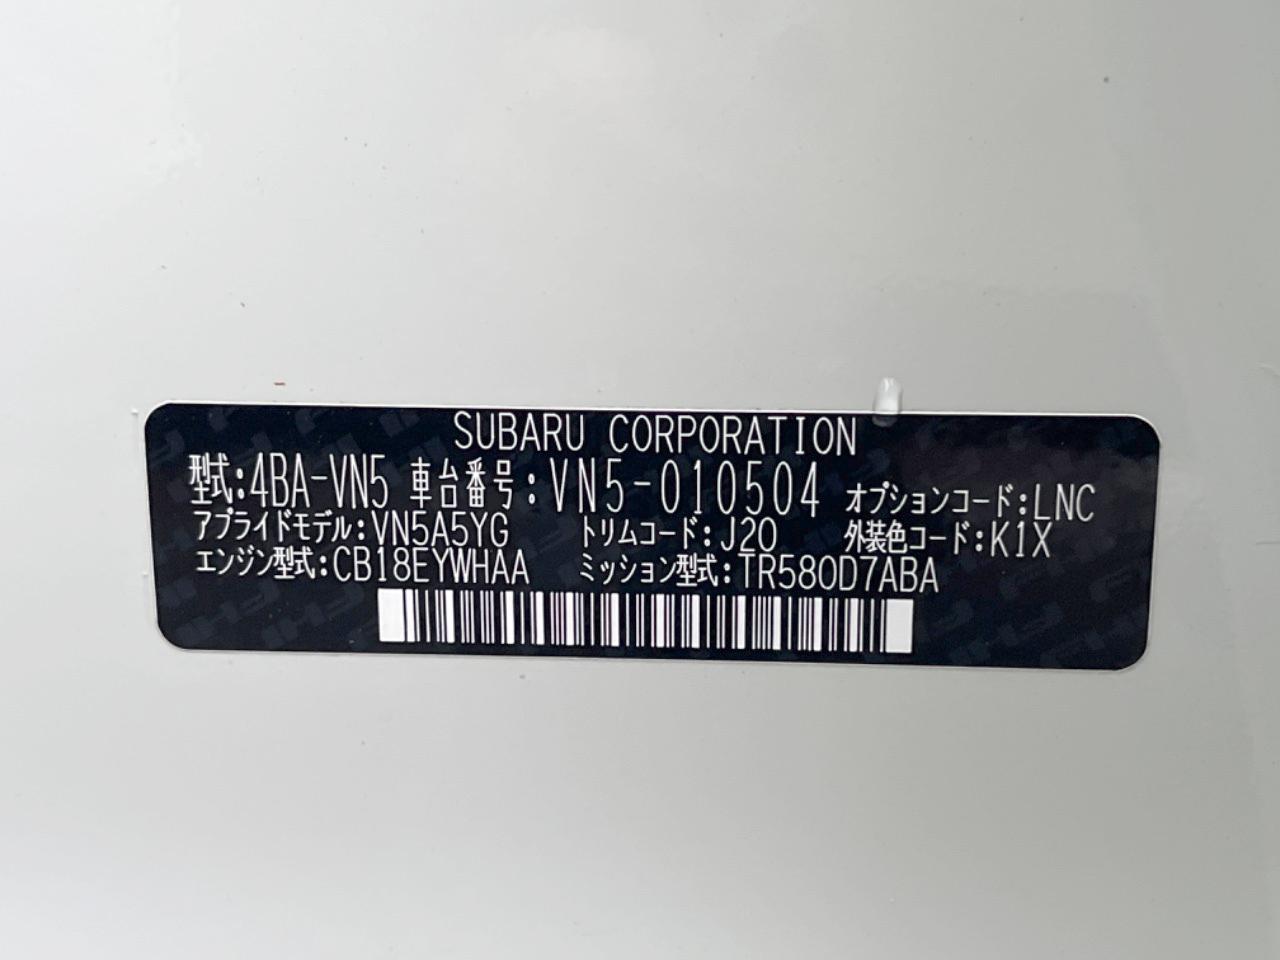 SUBARU CORPORATION
型式:4BA-VN5 車台番号:VN5-010504 オプションコード:LNC
アプライドモデル:VN5A5YG トリムコード:J20 外装色コード:K1X
エンジン型式:CB18EYWHAA ミッション型式:TR580D7ABA